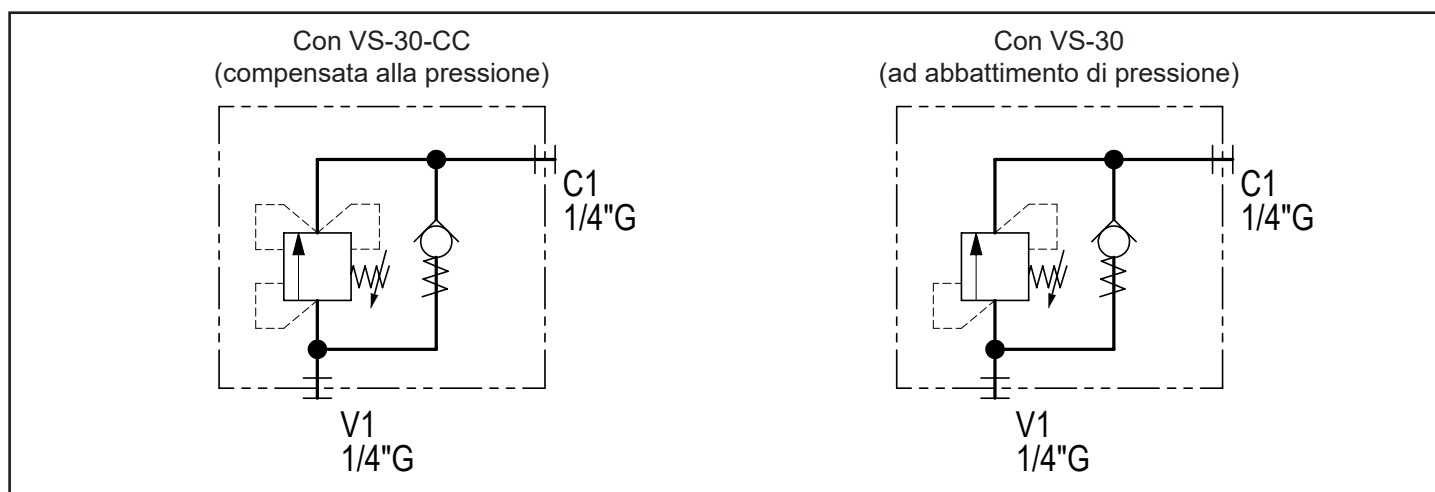 Con VS-30-CC
(compensata alla pressione)
C1
1/4"G
V1
1/4"G
Con VS-30
(ad abbattimento di pressione)
C1
1/4"G
V1
1/4"G